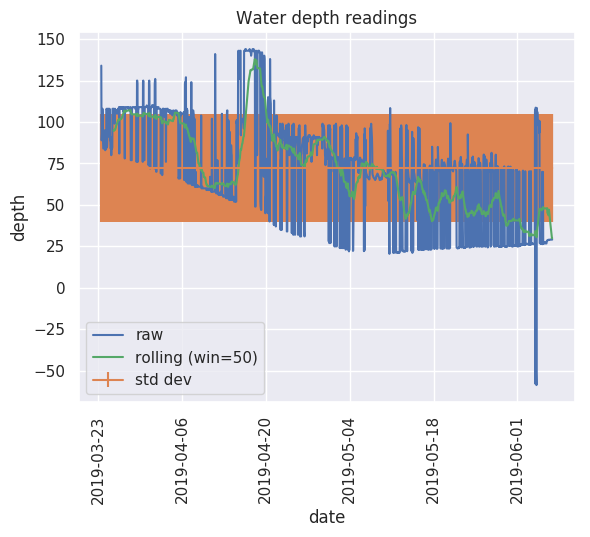 Water depth readings
150
125
100
75
50
25
0
−25
−50
depth
raw
rolling (win=50)
std dev
2019-03-23
2019-04-06
2019-04-20
2019-05-04
2019-05-18
2019-06-01
date